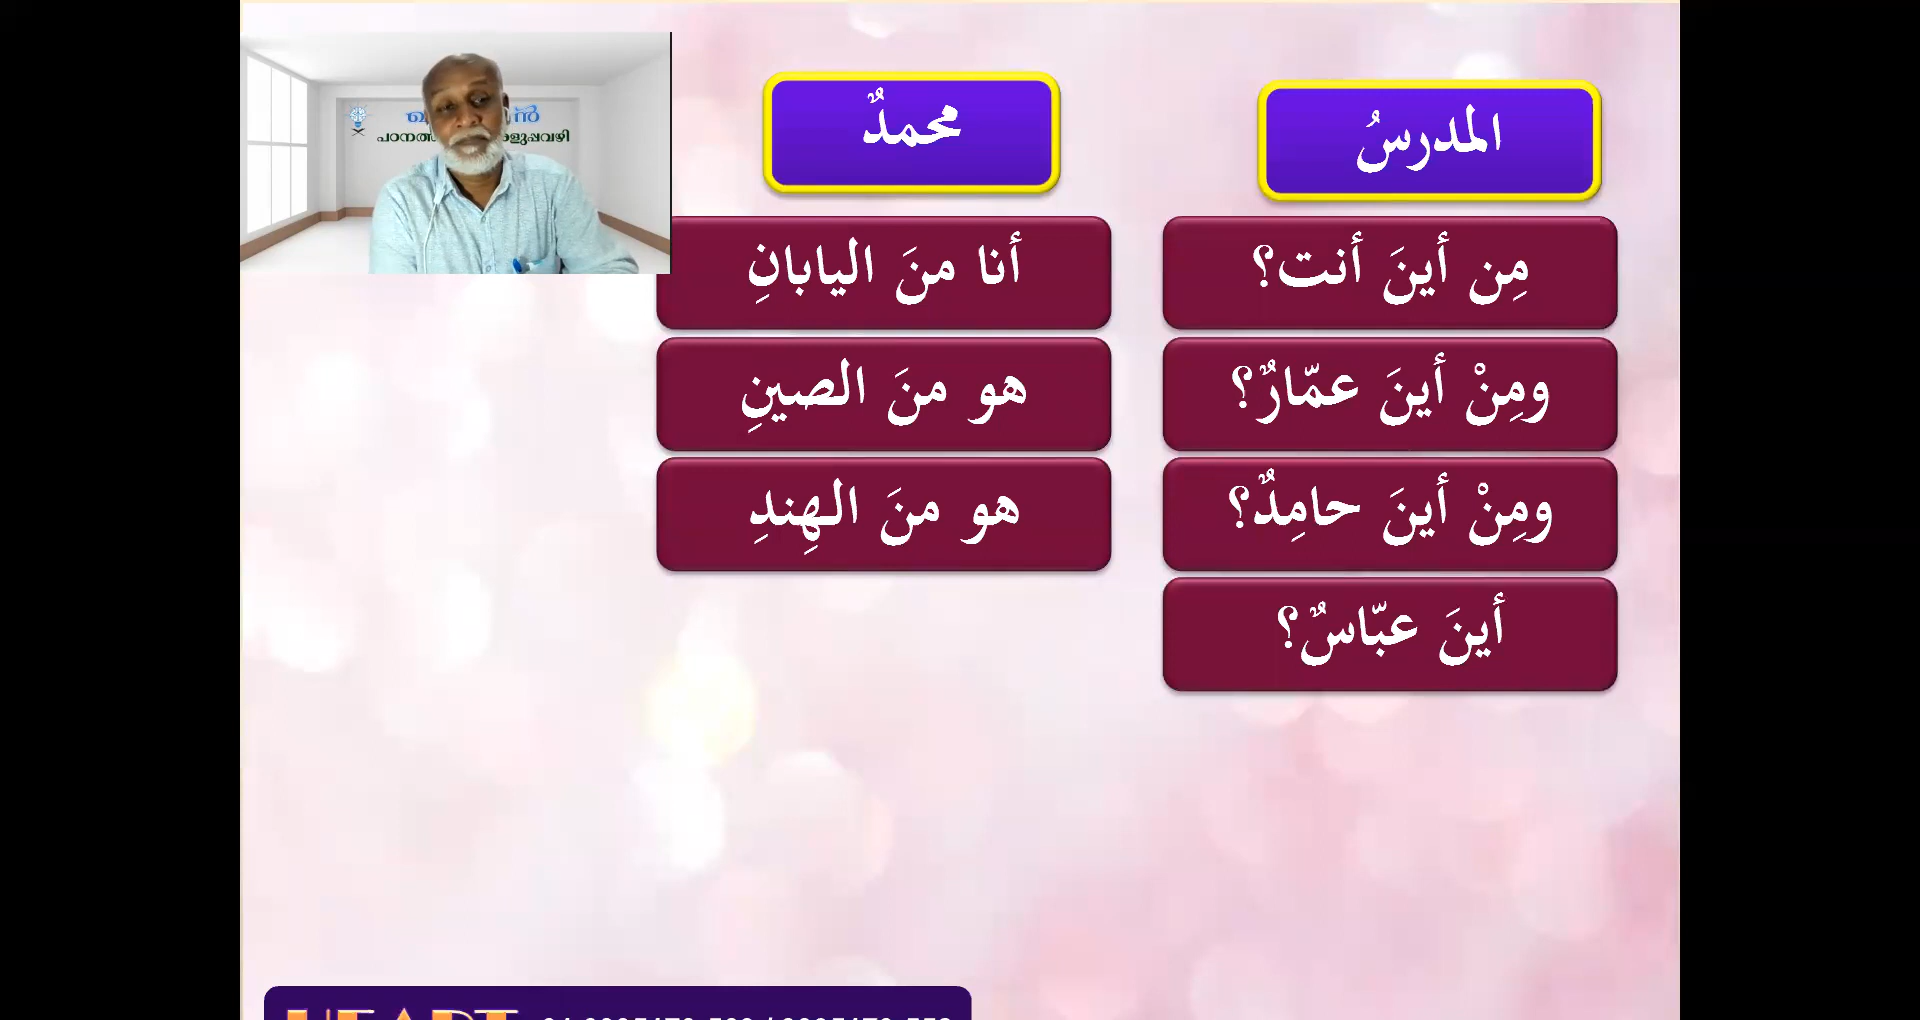 المدرسُ
محمدٌ
مِن أينَ أنت؟
أنا منَ اليابانِ
ومِنْ أينَ عمّارٌ؟
هو منَ الصينِ
ومِنْ أينَ حامِدٌ؟
هو منَ الهِندِ
أينَ عبّاسٌ؟
HEART